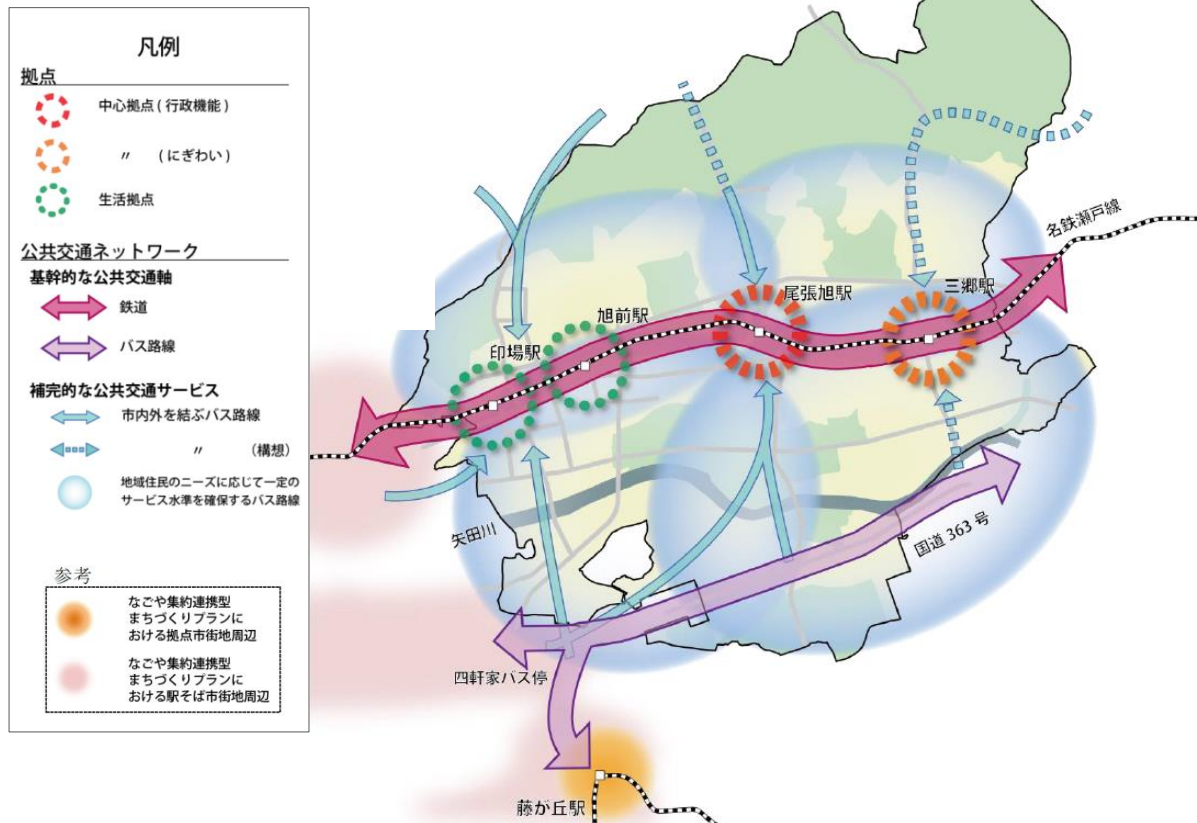 凡例
拠点
中心拠点 ( 行政機能 )
〃 ( にぎわい )
生活拠点
公共交通ネットワーク
基幹的な公共交通軸
鉄道
バス路線
補完的な公共交通サービス
市内外を結ぶバス路線
〃 (構想)
地域住民のニーズに応じて一定の
サービス水準を確保するバス路線
参考
なごや集約連携型
まちづくりプランに
おける拠点市街地周辺
なごや集約連携型
まちづくりプランに
おける駅そば市街地周辺
名鉄瀬戸線
三郷駅
尾張旭駅
旭前駅
印場駅
矢田川
国道 363 号
四軒家バス停
藤が丘駅